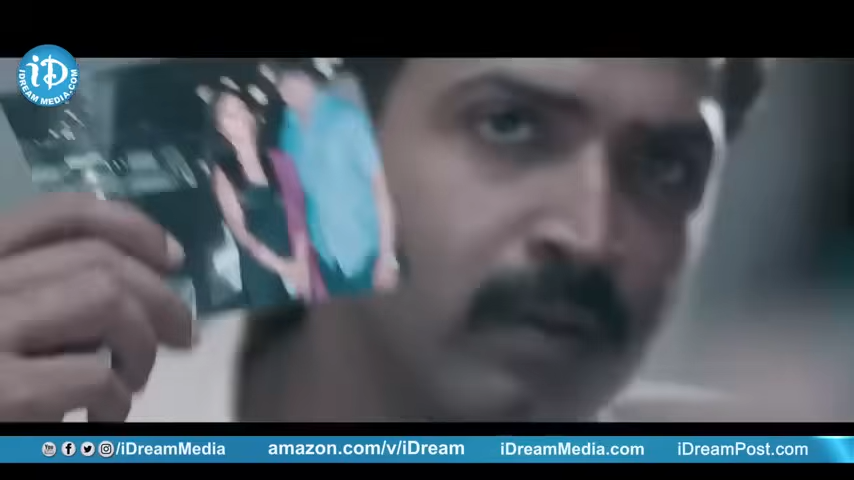 iD
iDREAM MEDIA.COM
/iDreamMedia amazon.com/v/iDream iDreamMedia.com iDreamPost.com